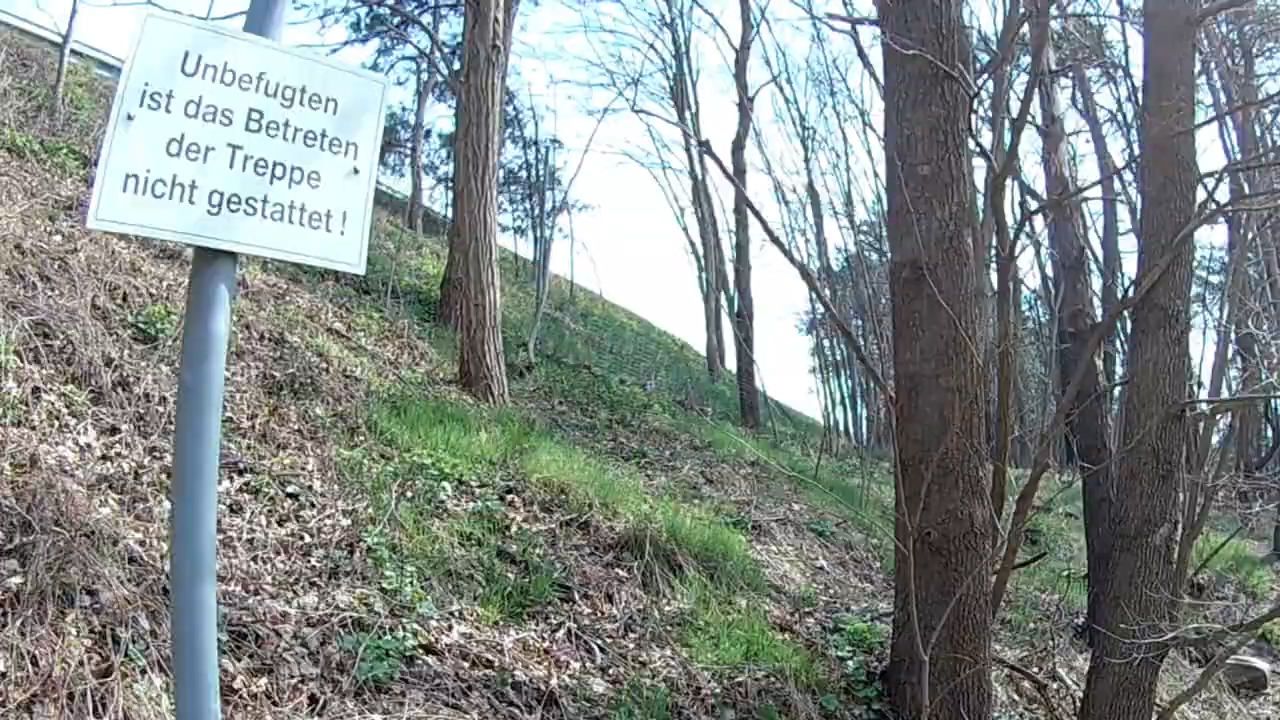 Unbefugten
ist das Betreten
der Treppe
nicht gestattet !